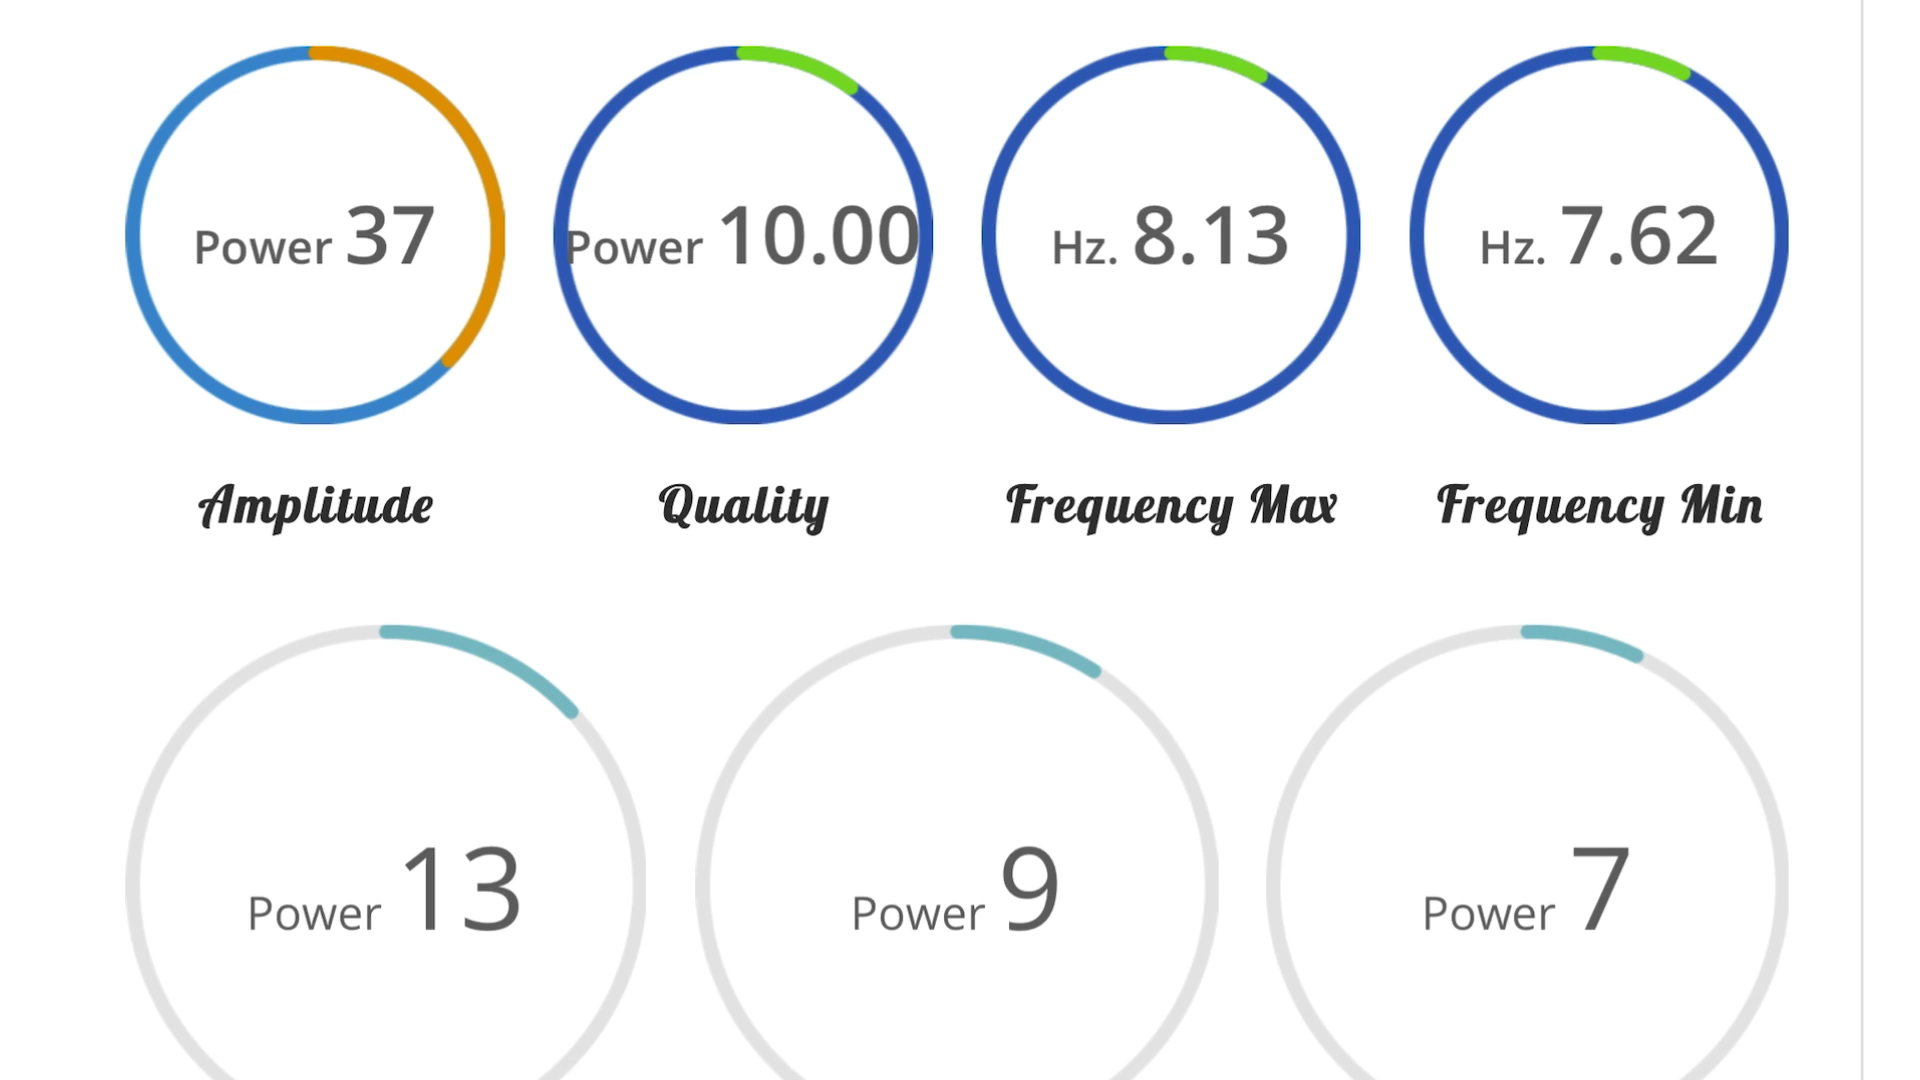 Power 37
Power 10.00
Hz. 8.13
Hz. 7.62
Amplitude
Quality
Frequency Max
Frequency Min
Power 13
Power 9
Power 7